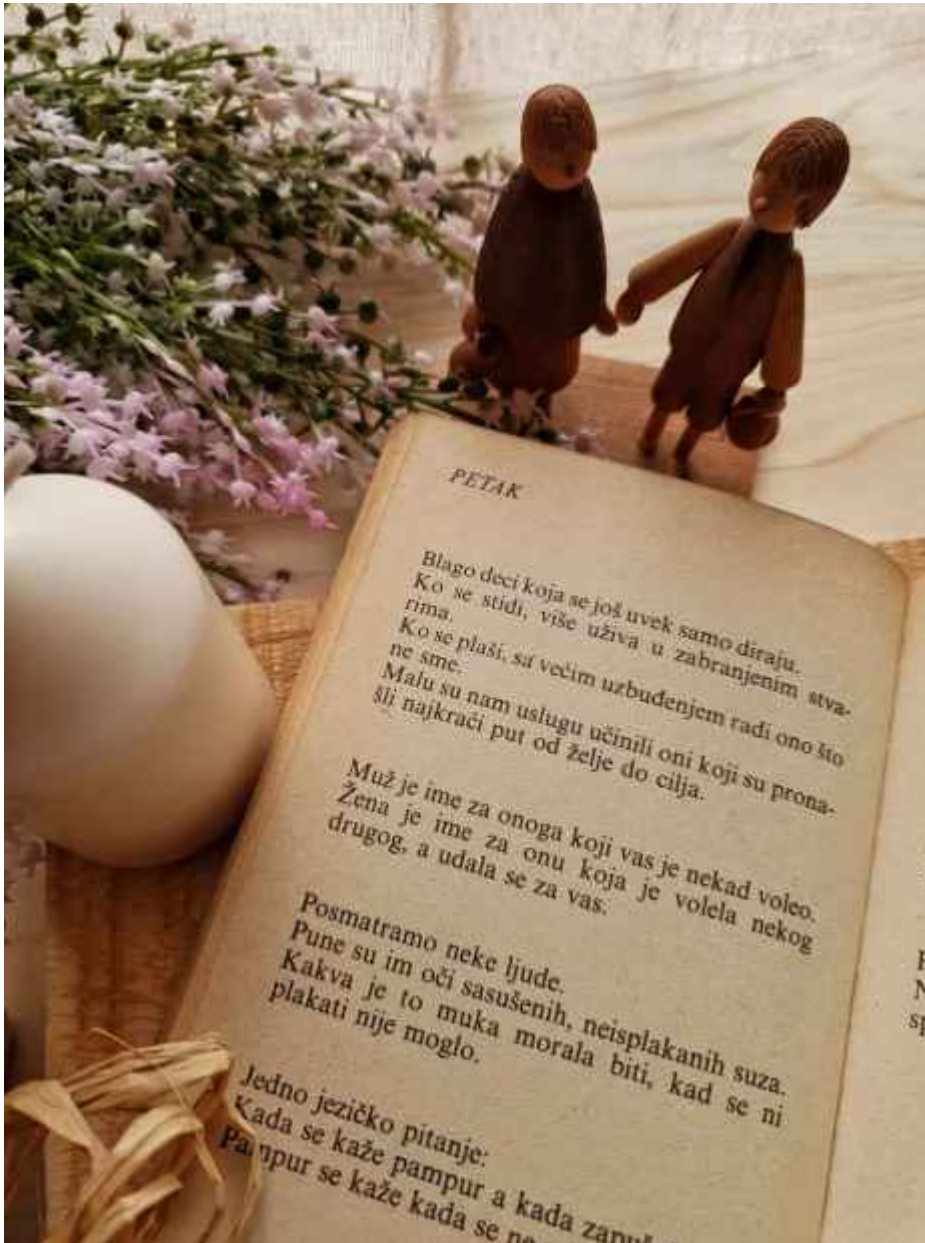 PETAK
Blago deci koja se još uvek samo diraju.
Ko se stidi, više uživa u zabranjenim stva-
rima.
Ko se plaši, sa većim uzbuđenjem radi ono što
ne sme.
Malu su nam uslugu učinili oni koji su prona-
šli najkraći put od želje do cilja.
Muž je ime za onoga koji vas je nekad voleo.
Žena je ime za onu koja je volela nekog
drugog, a udala se za vas.
Posmatramo neke ljude.
Pune su im oči sasušenih, neisplakanih suza.
Kakva je to muka morala biti, kad se ni
plakati nije moglo.
Jedno jezičko pitanje:
Kada se kaže pampur a kada
Pampur se kaže kada se